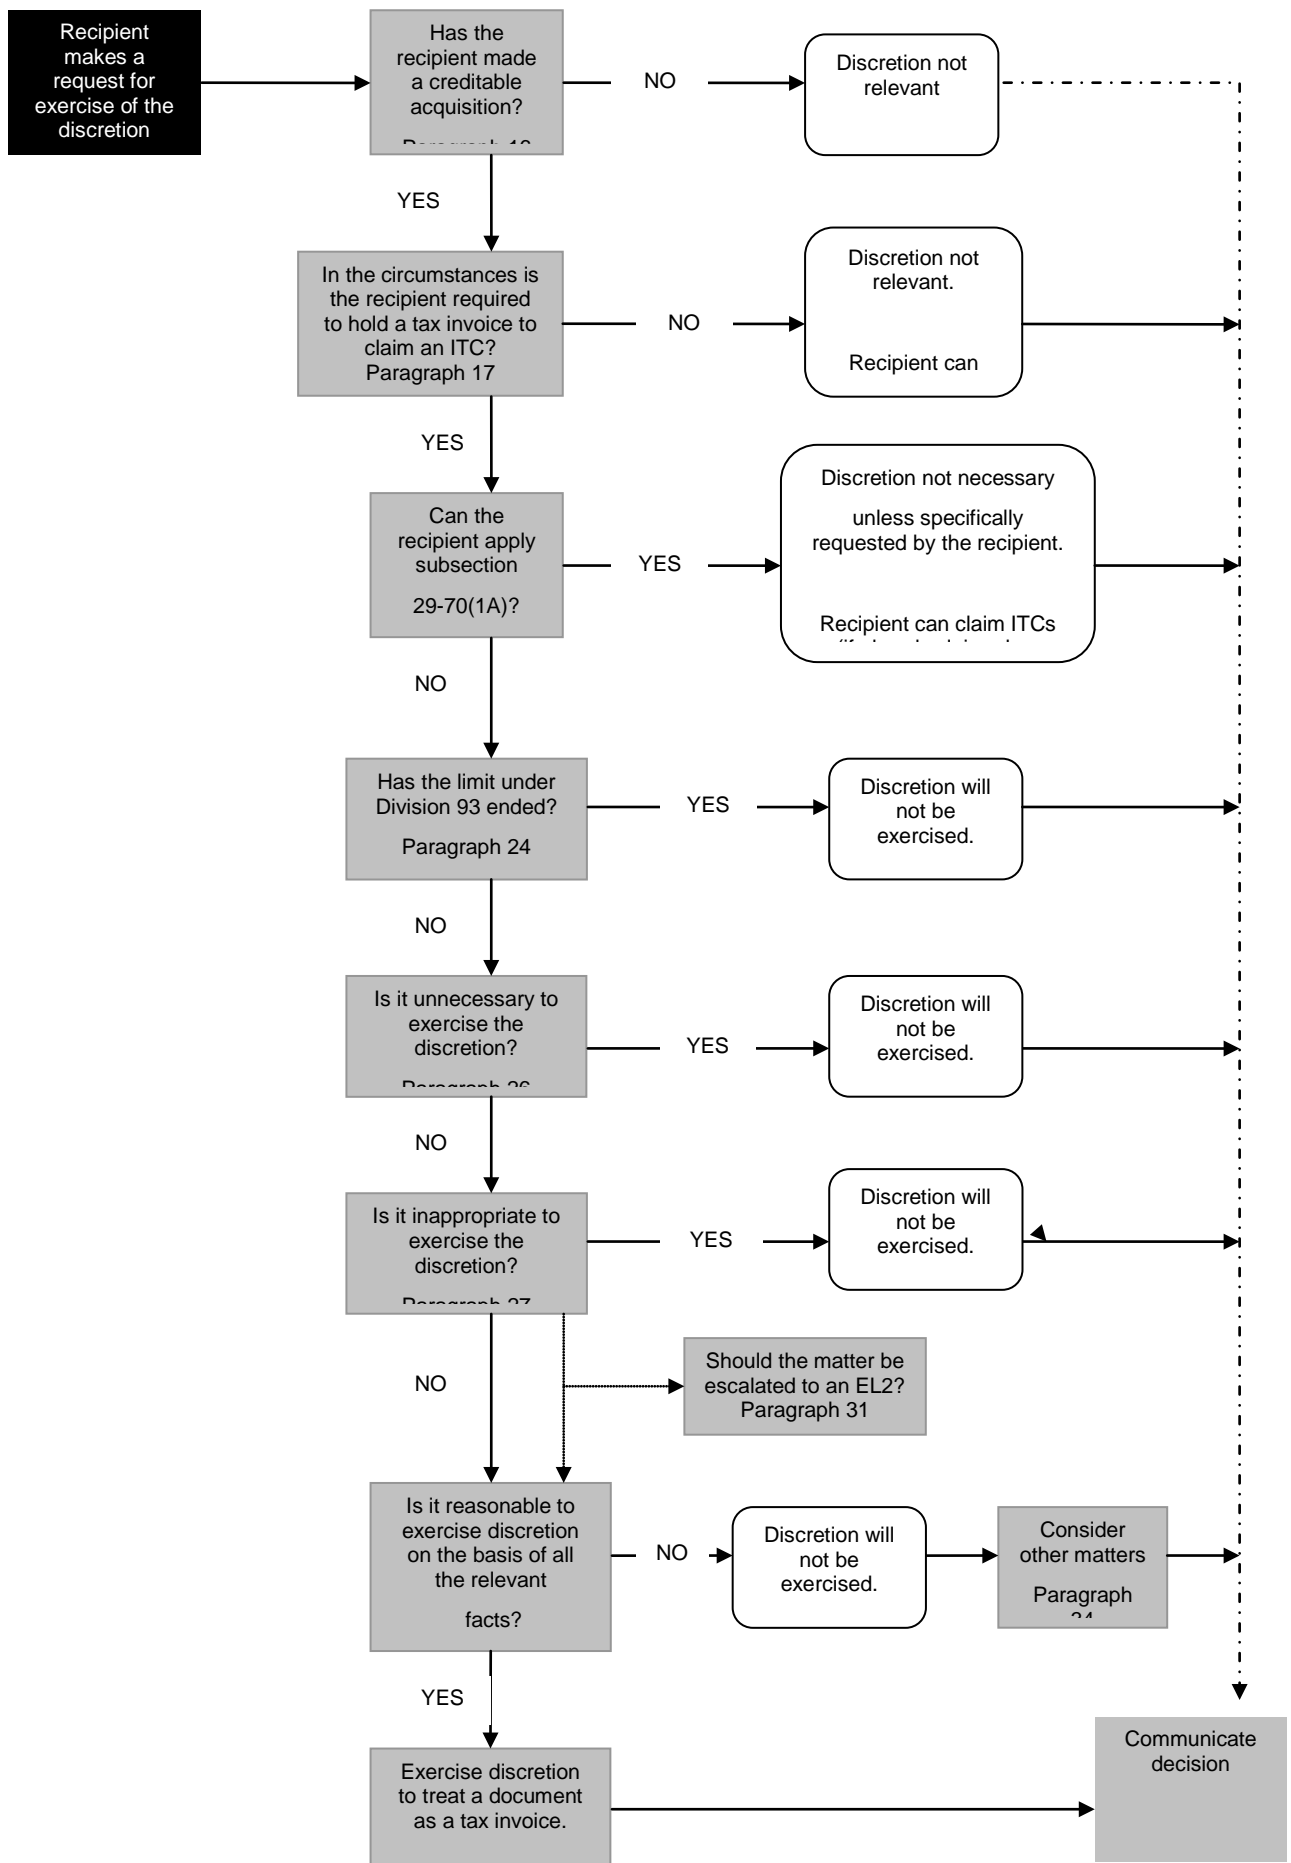 Recipient
makes a
request for
exercise of the
discretion
Has the
recipient made
a creditable
acquisition?
NO
Discretion not
relevant
YES
In the circumstances is
the recipient required
to hold a tax invoice to
claim an ITC?
Paragraph 17
NO
Discretion not
relevant.
Recipient can
YES
Can the
recipient apply
subsection
29-70(1A)?
YES
Discretion not necessary
unless specifically
requested by the recipient.
Recipient can claim ITCs
NO
Has the limit under
Division 93 ended?
Paragraph 24
YES
Discretion will
not be
exercised.
NO
Is it unnecessary to
exercise the
discretion?
Paragraph 26
YES
Discretion will
not be
exercised.
NO
Is it inappropriate to
exercise the
discretion?
Paragraph 27
YES
Discretion will
not be
exercised.
NO
Should the matter be
escalated to an EL2?
Paragraph 31
Is it reasonable to
exercise discretion
on the basis of all
the relevant
facts?
NO
Discretion will
not be
exercised.
Consider
other matters
Paragraph
YES
Exercise discretion
to treat a document
as a tax invoice.
Communicate
decision